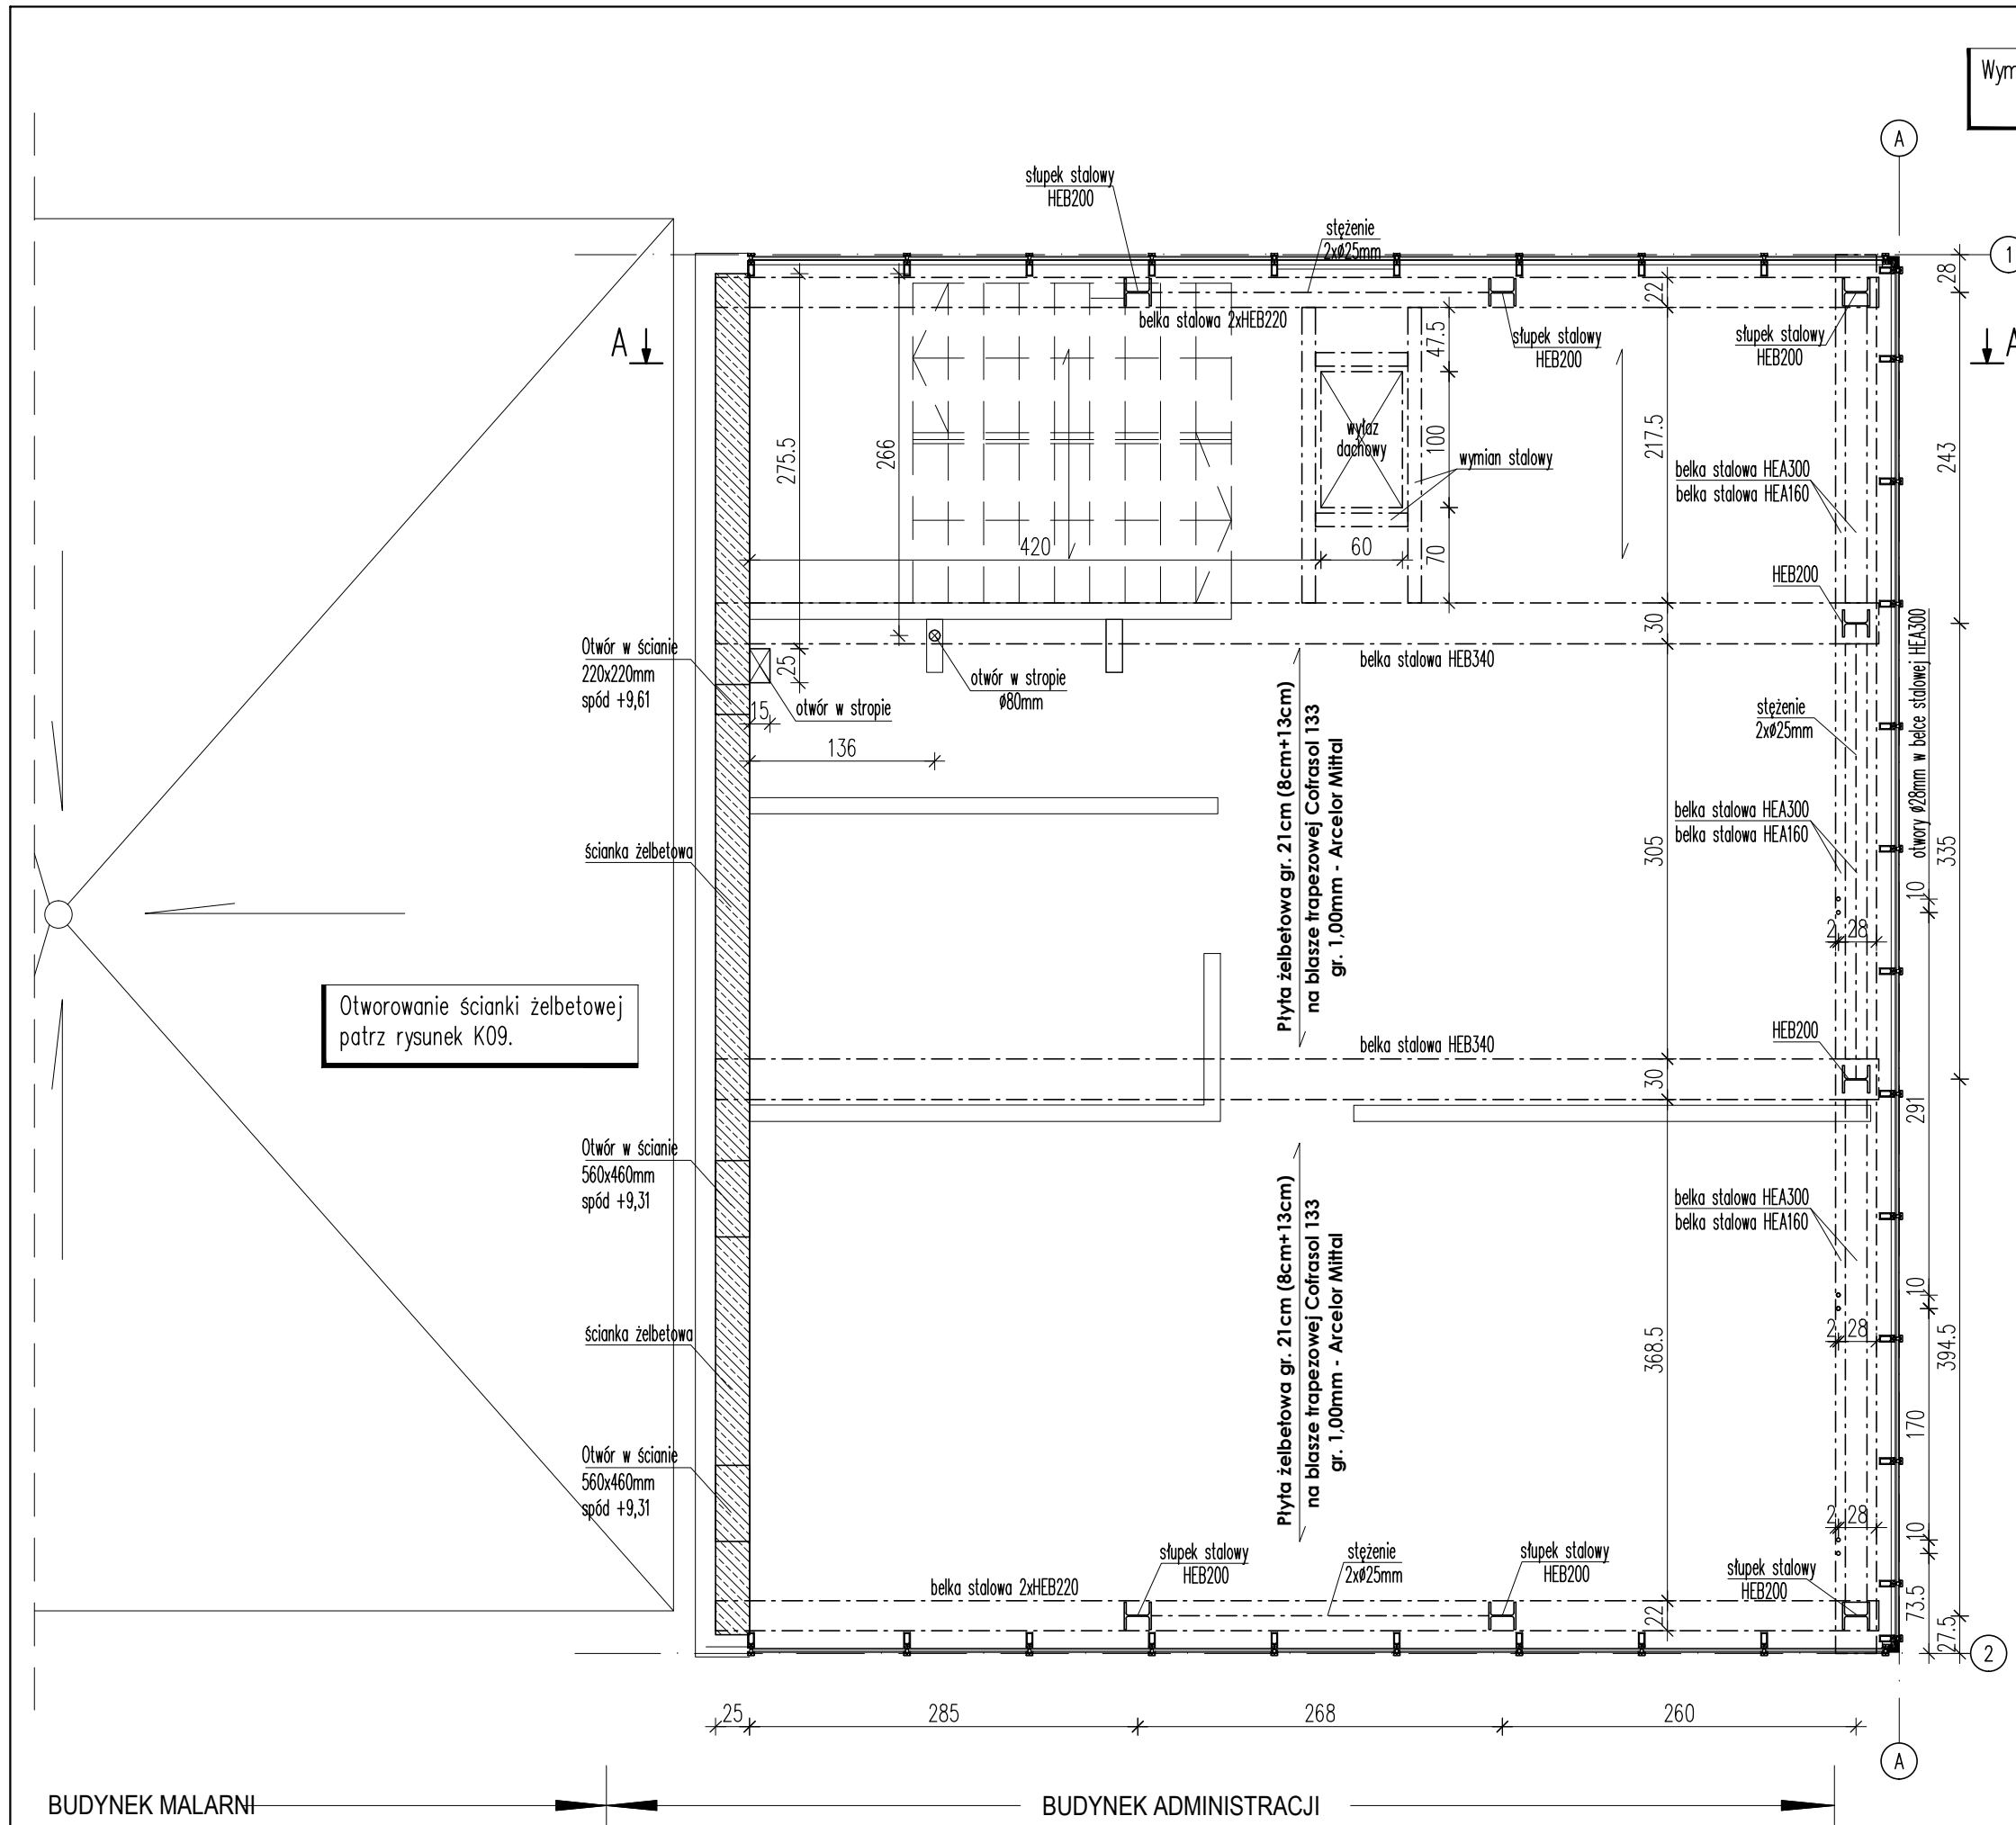 Wym
A
1
słupek stalowy
HEB200
stężenie
2xø25mm
28
22
belka stalowa 2xHEB220
słupek stalowy
HEB200
słupek stalowy
HEB200
A
A
47.5
275.5
266
wyłaz
dachowy
100
217.5
243
wymian stalowy
belka stalowa HEA300
belka stalowa HEA160
420
60
70
HEB200
30
Otwór w ścianie
220x220mm
spód +9,61
25
15
otwór w stropie
otwór w stropie
ø80mm
belka stalowa HEB340
136
stężenie
2xø25mm
otwory ø28mm w belce stalowej HEA300
Płyta żelbetowa gr. 21cm (8cm+13cm)
na blasze trapezowej Cofrasol 133
gr. 1,00mm - Arcelor Mittal
305
belka stalowa HEA300
belka stalowa HEA160
335
10
2
28
ścianka żelbetowa
Otworowanie ścianki żelbetowej
patrz rysunek K09.
HEB200
belka stalowa HEB340
30
291
Otwór w ścianie
560x460mm
spód +9,31
Płyta żelbetowa gr. 21cm (8cm+13cm)
na blasze trapezowej Cofrasol 133
gr. 1,00mm - Arcelor Mittal
belka stalowa HEA300
belka stalowa HEA160
10
2
28
368.5
394.5
ścianka żelbetowa
170
Otwór w ścianie
560x460mm
spód +9,31
2
28
10
słupek stalowy
HEB200
stężenie
2xø25mm
słupek stalowy
HEB200
słupek stalowy
HEB200
belka stalowa 2xHEB220
22
73.5
27.5
2
25
285
268
260
A
BUDYNEK MALARNI
BUDYNEK ADMINISTRACJI